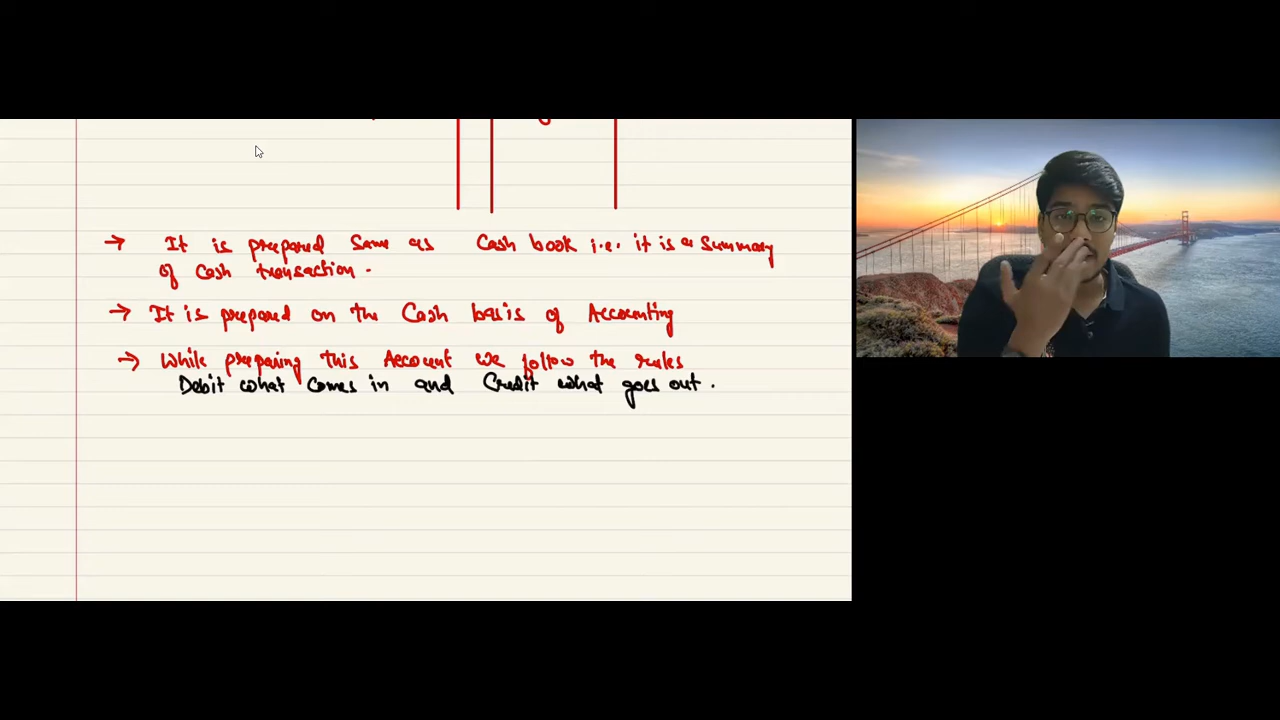 → It is prepared Same as Cash book i.e. it is a Summary
of Cash transaction.
→ It is prepared on the Cash basis of Accounting
→ While preparing this Account we follow the rules
Debit what Comes in and Credit what goes out.